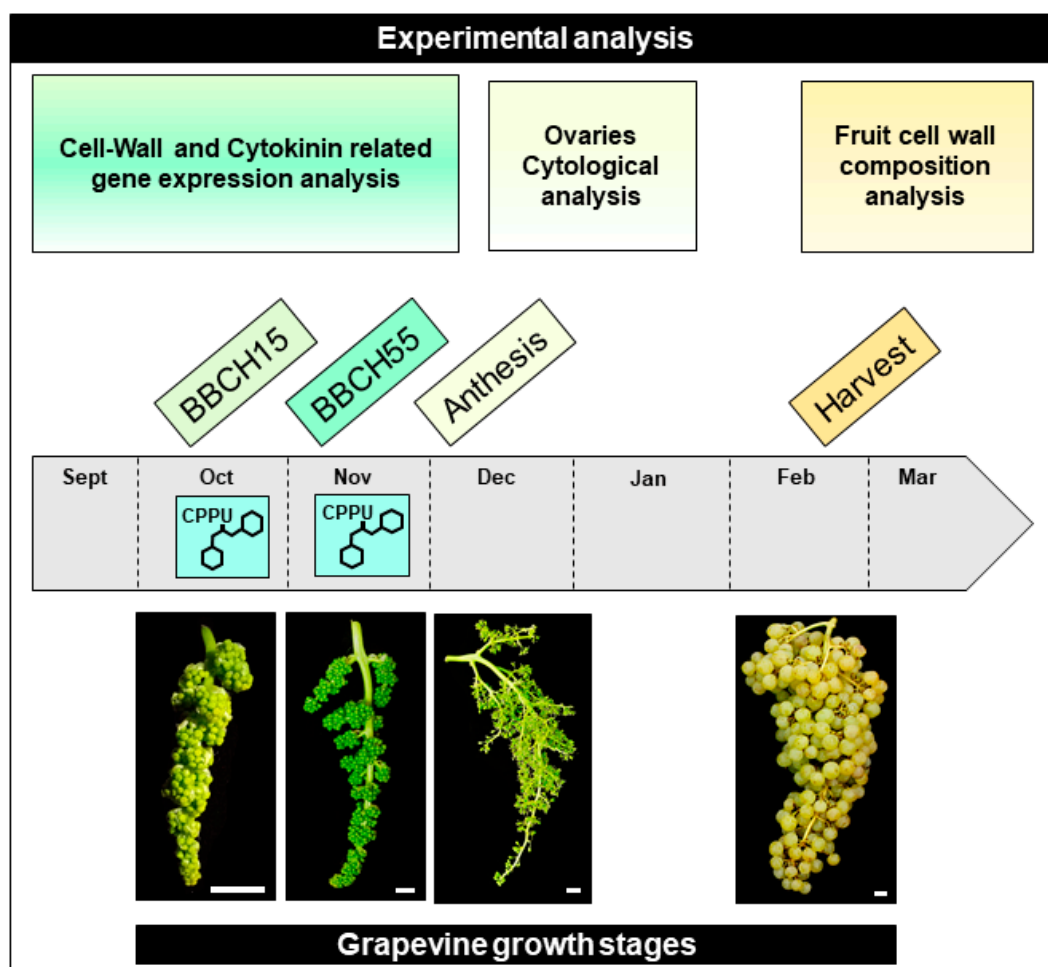 Experimental analysis
Cell-Wall and Cytokinin related
gene expression analysis
Ovaries
Cytological
analysis
Fruit cell wall
composition
analysis
BBCH15
BBCH55
Anthesis
Harvest
Sept
Oct
Nov
Dec
Jan
Feb
Mar
CPPU
CPPU
Grapevine growth stages